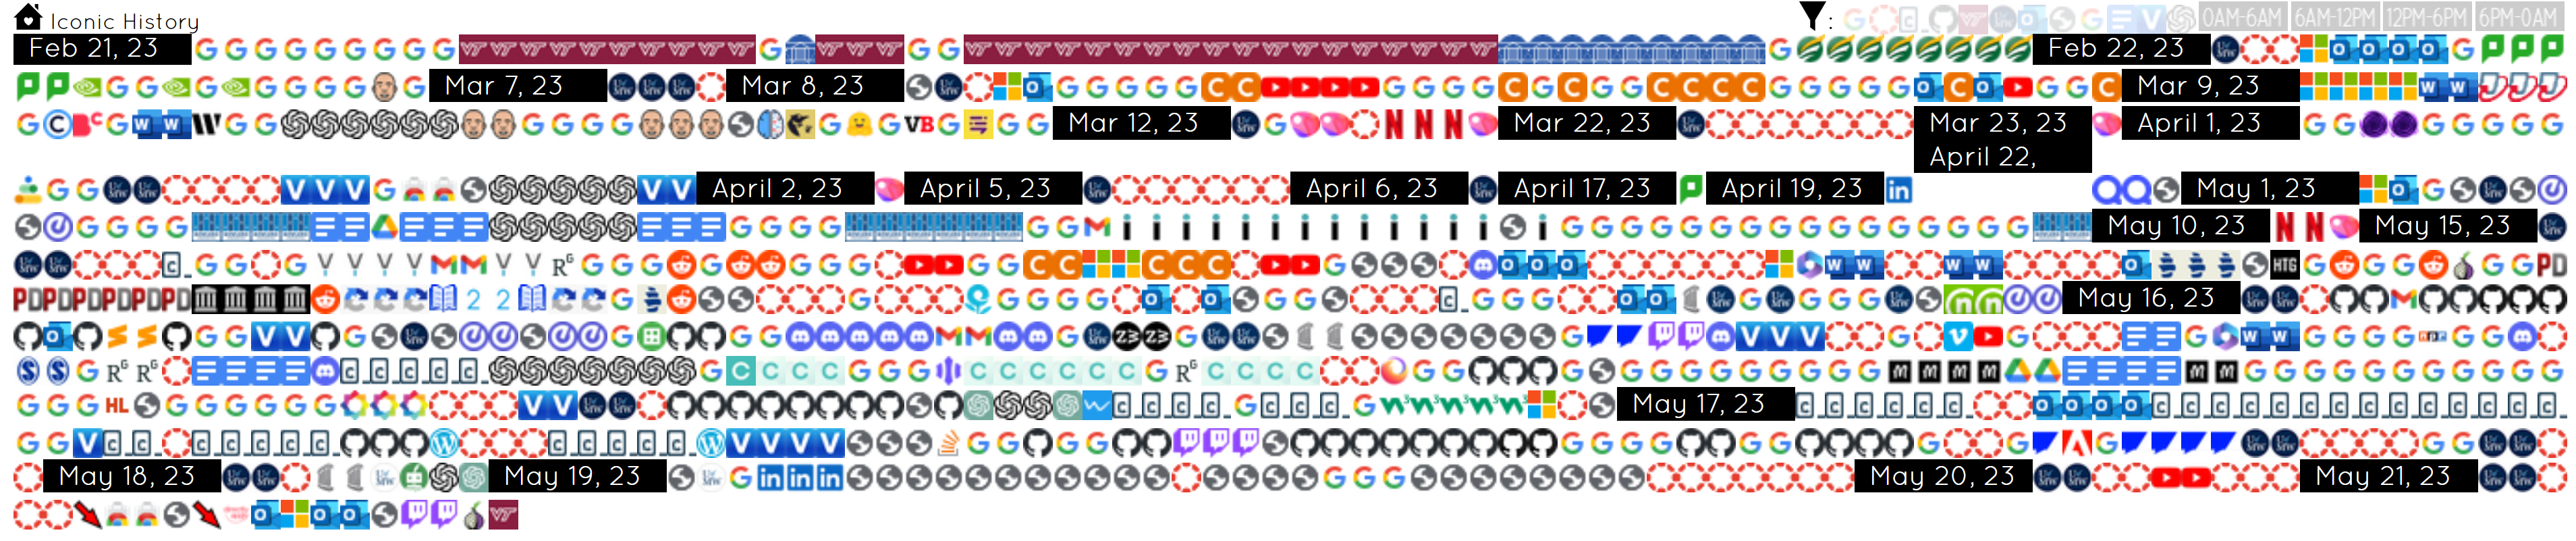 Iconic History : 0AM-6AM 6AM-12PM 12PM-6PM 6PM-0AM
Feb 21, 23 Feb 22, 23
Mar 7, 23 Mar 8, 23 Mar 9, 23
Mar 12, 23 Mar 22, 23 Mar 23, 23 April 1, 23
April 22,
April 2, 23 April 5, 23 April 6, 23 April 17, 23 April 19, 23 May 1, 23
May 10, 23 May 15, 23
May 16, 23
May 17, 23
May 18, 23 May 19, 23 May 20, 23 May 21, 23